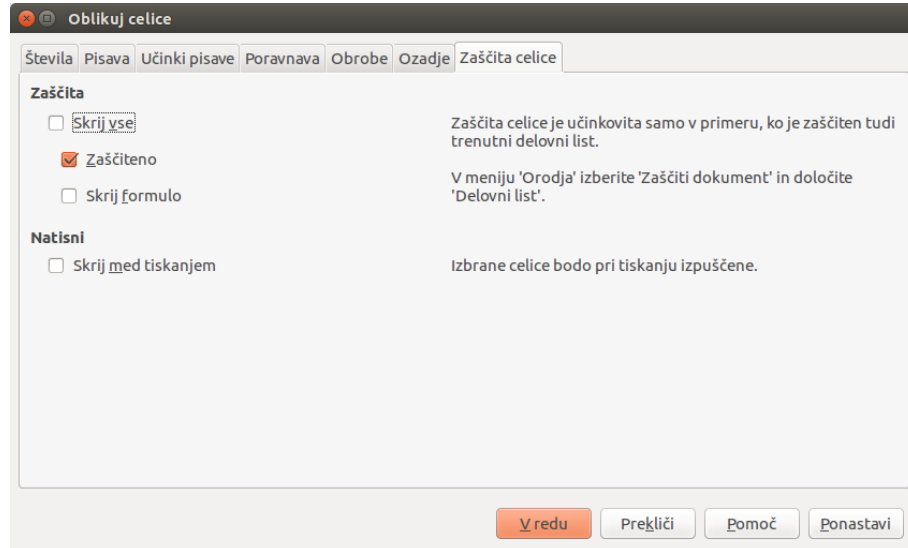 Oblikuj celice
Števila Pisava Učinki pisave Poravnava Obrobe Ozadje Zaščita celice
Zaščita
Skrij vse
Zaščita celice je učinkovita samo v primeru, ko je zaščiten tudi
trenutni delovni list.
Zaščiteno
V meniju 'Orodja' izberite 'Zaščiti dokument' in določite
'Delovni list'.
Skrij formulo
Natisni
Skrij med tiskanjem
Izbrane celice bodo pri tiskanju izpuščene.
V redu Prekliči Pomoč Ponastavi